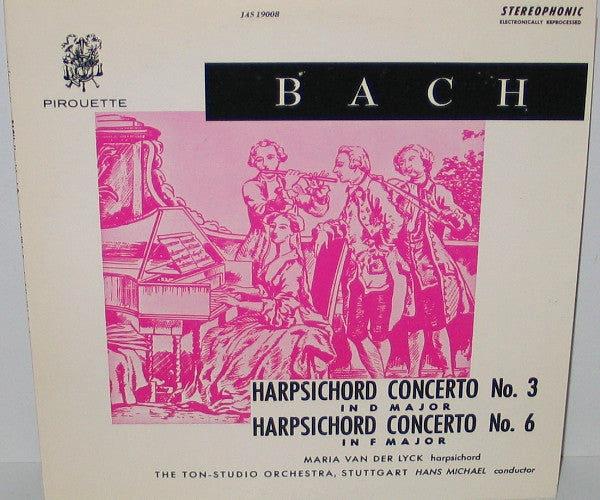 JAS 19008
STEREOPHONIC
ELECTRONICALLY REPROCESSED
PIROUETTE
BACH
HARPSICHORD CONCERTO No. 3
IN D MAJOR
HARPSICHORD CONCERTO No. 6
IN F MAJOR
MARIA VAN DER LYCK harpsichord
THE TON-STUDIO ORCHESTRA, STUTTGART HANS MICHAEL conductor